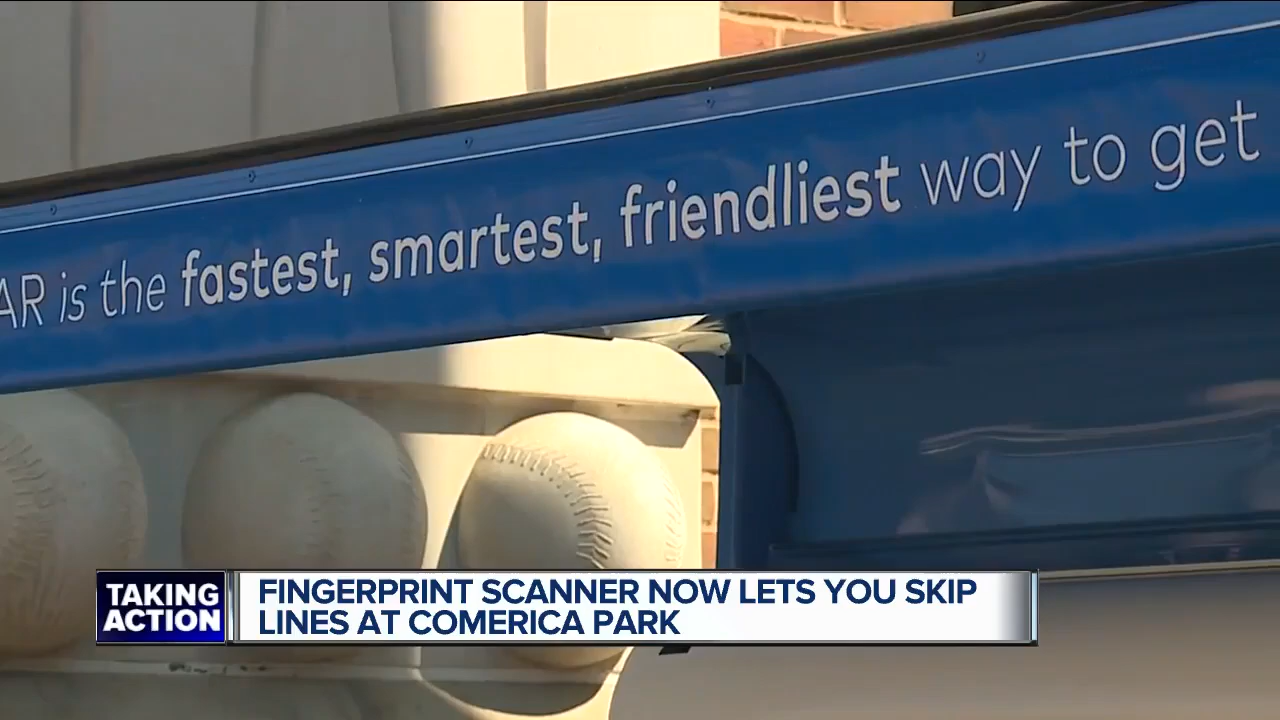 AR is the fastest, smartest, friendliest way to get
TAKING
ACTION
FINGERPRINT SCANNER NOW LETS YOU SKIP
LINES AT COMERICA PARK